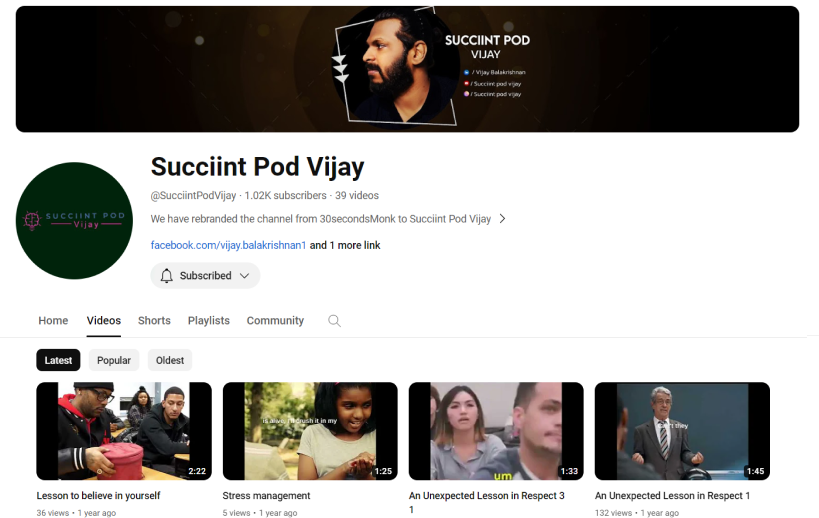 SUCCIINT POD
VIJAY
/ Vijay Balakrishnan
/ Succiint pod vijay
/ Succiint pod vijay
SUCCIINT POD
Vijay
Succiint Pod Vijay
@SucciintPodVijay · 1.02K subscribers · 39 videos
We have rebranded the channel from 30secondsMonk to Succiint Pod Vijay
facebook.com/vijay.balakrishnan1 and 1 more link
Subscribed
Home Videos Shorts Playlists Community
Latest Popular Oldest
is alive, I'll crush it in my
um
can't they
2:22 1:25 1:33 1:45
Lesson to believe in yourself
36 views · 1 year ago
Stress management
5 views · 1 year ago
An Unexpected Lesson in Respect 3
1
An Unexpected Lesson in Respect 1
132 views · 1 year ago